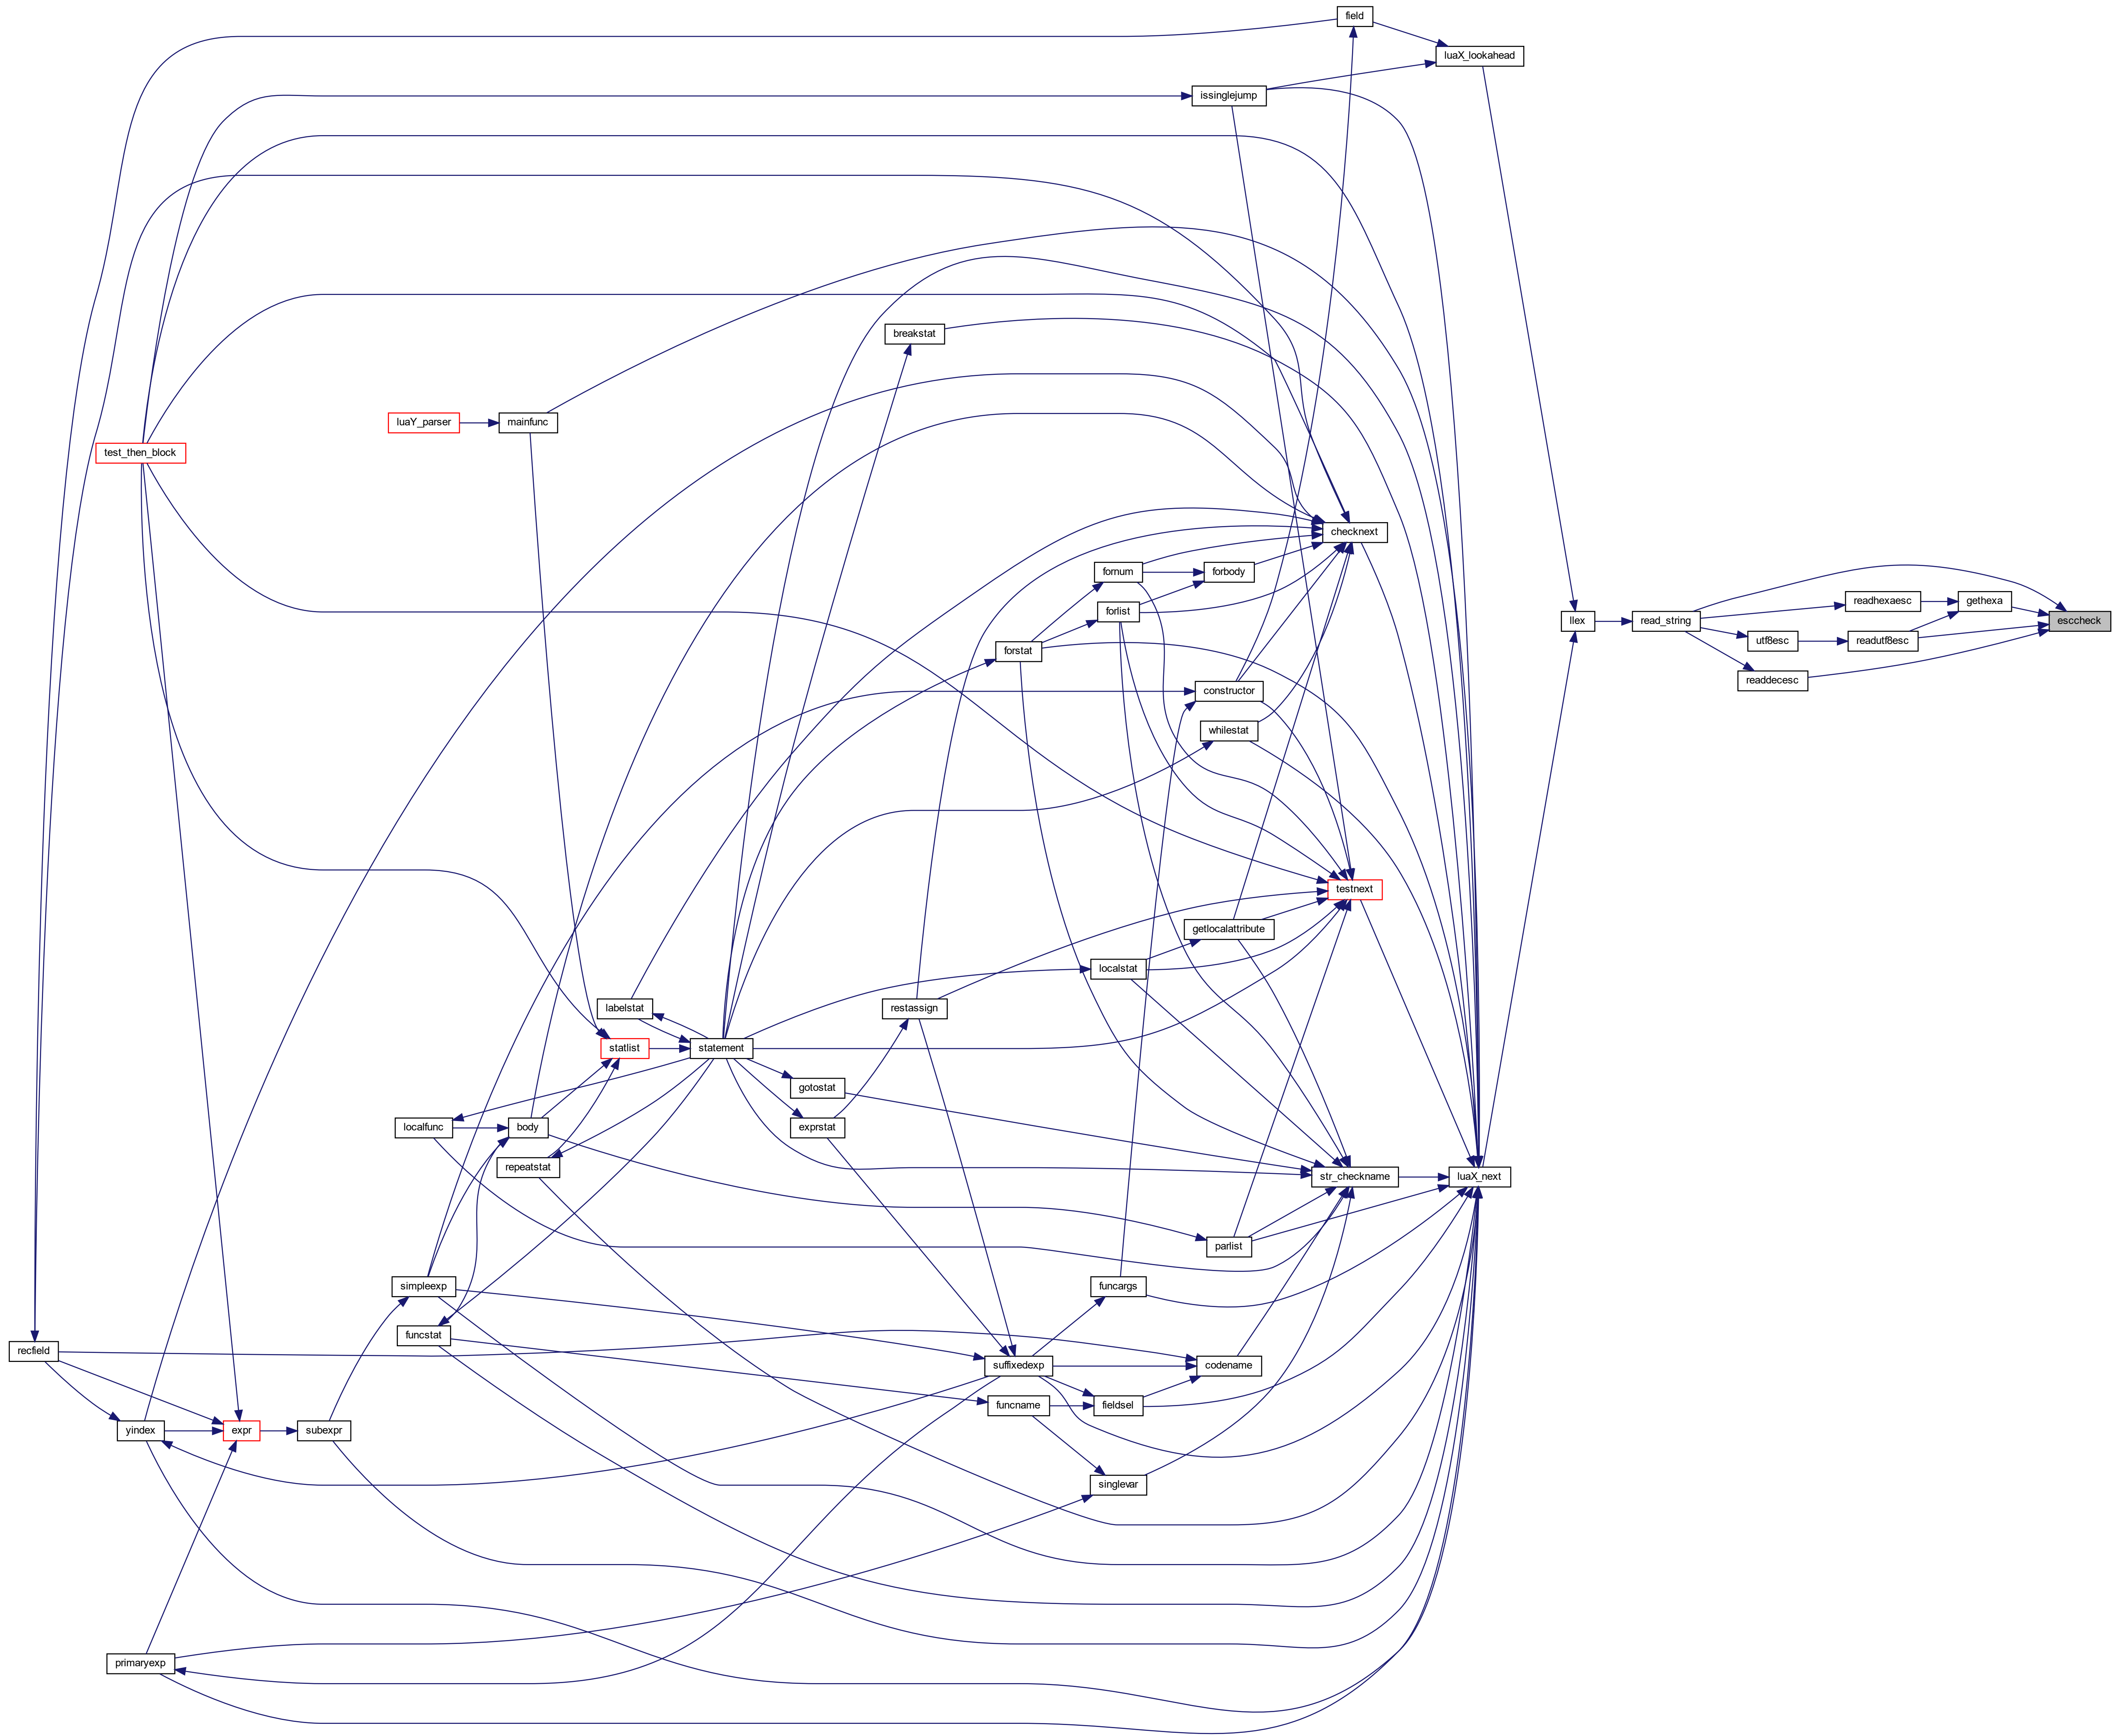 field
luaX_lookahead
issinglejump
breakstat
luaY_parser
mainfunc
test_then_block
checknext
fornum
forbody
readhexaesc
gethexa
forlist
llex
read_string
esccheck
utf8esc
readutf8esc
forstat
readdecesc
constructor
whilestat
testnext
getlocalattribute
localstat
labelstat
restassign
statlist
statement
gotostat
localfunc
body
exprstat
repeatstat
str_checkname
luaX_next
parlist
simpleexp
funcargs
funcstat
recfield
suffixedexp
codename
funcname
fieldsel
yindex
expr
subexpr
singlevar
primaryexp